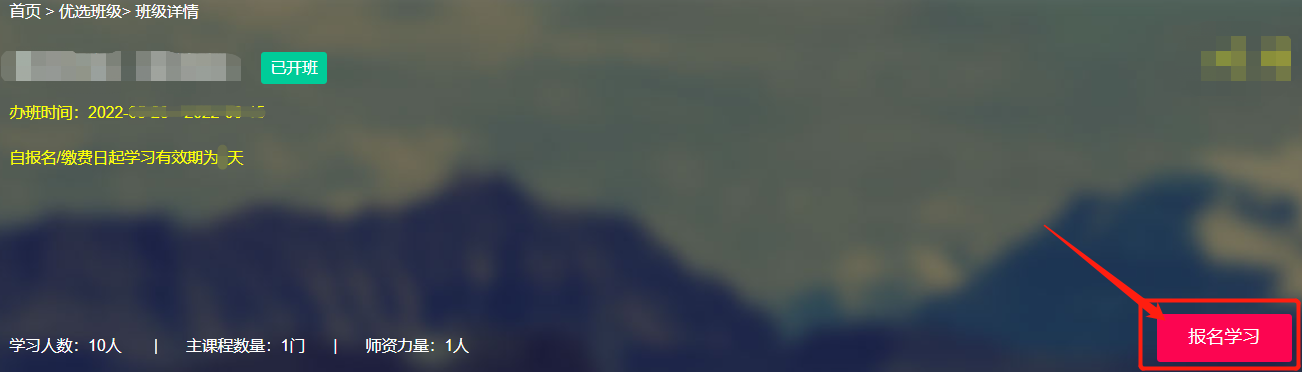 首页 > 优选班级> 班级详情
已开班
办班时间：2022-
自报名/缴费日起学习有效期为 天
学习人数：10人 | 主课程数量：1门 | 师资力量：1人
报名学习